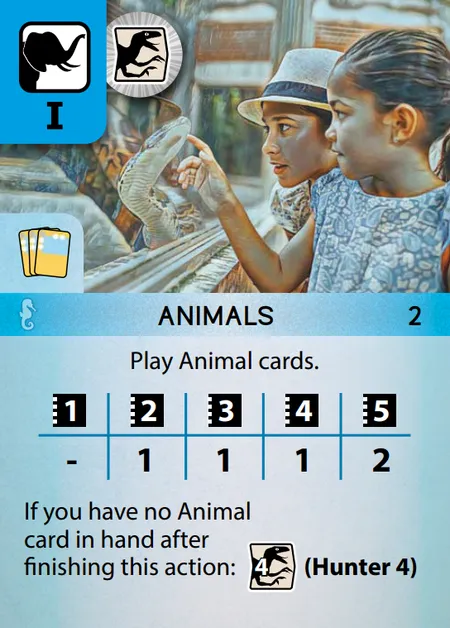 I
ANIMALS 2
Play Animal cards.
1 2 3 4 5
- 1 1 1 2
If you have no Animal
card in hand after
finishing this action: 4 (Hunter 4)